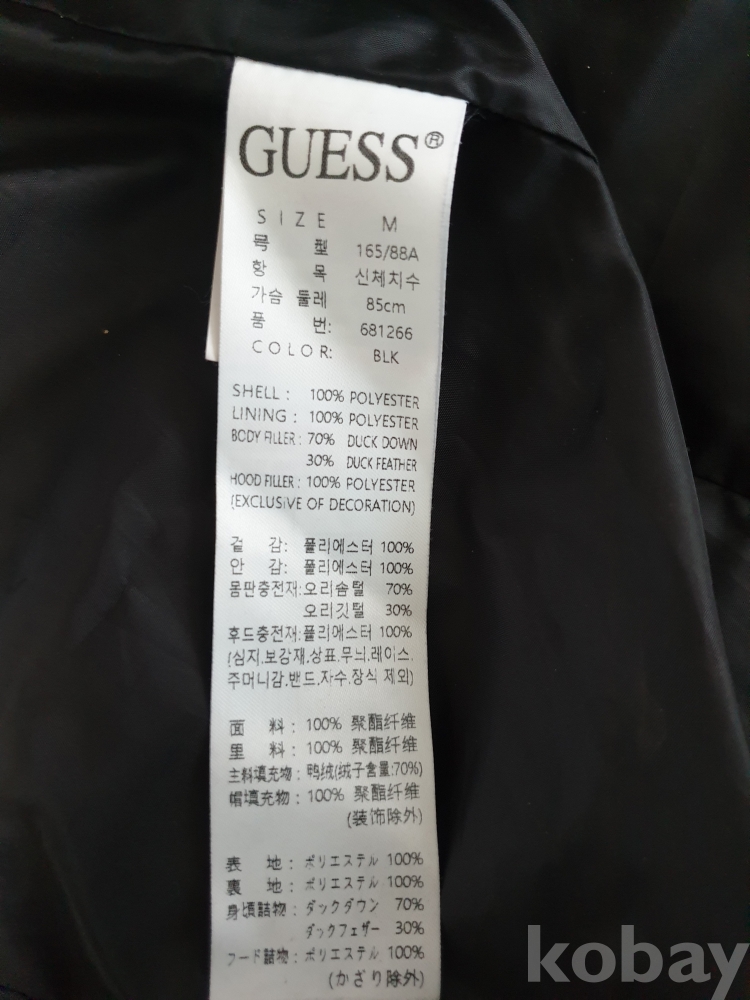 GUESS®
SIZE M
号 型 165/88A
항 목 신체치수
가슴 둘레 85cm
품 번: 681266
COLOR: BLK
SHELL: 100% POLYESTER
LINING: 100% POLYESTER
BODY FILLER: 70% DUCK DOWN
30% DUCK FEATHER
HOOD FILLER: 100% POLYESTER
(EXCLUSIVE OF DECORATION)
겉 감: 폴리에스터 100%
안 감: 폴리에스터 100%
몸판충전재: 오리솜털 70%
오리깃털 30%
후드충전재: 폴리에스터 100%
(심지.보강재.상표.무늬.레이스.
주머니감.밴드.자수.장식 제외)
面 料: 100% 聚酯纤维
里 料: 100% 聚酯纤维
主料填充物: 鸭绒(绒子含量:70%)
帽填充物: 100% 聚酯纤维
(装饰除外)
表 地: ポリエステル 100%
裏 地: ポリエステル 100%
身頃詰物: ダックダウン 70%
ダックフェザー 30%
フード詰物: ポリエステル 100%
(かざり除外)
kobay